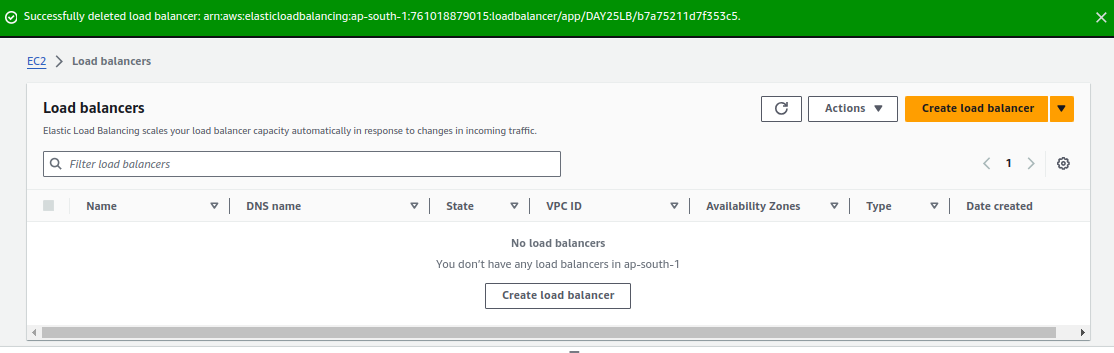 Successfully deleted load balancer: arn:aws:elasticloadbalancing:ap-south-1:761018879015:loadbalancer/app/DAY25LB/b7a75211d7f353c5.
EC2 > Load balancers
Load balancers
Actions
Create load balancer
Elastic Load Balancing scales your load balancer capacity automatically in response to changes in incoming traffic.
Filter load balancers
1
Name DNS name State VPC ID Availability Zones Type Date created
No load balancers
You don't have any load balancers in ap-south-1
Create load balancer